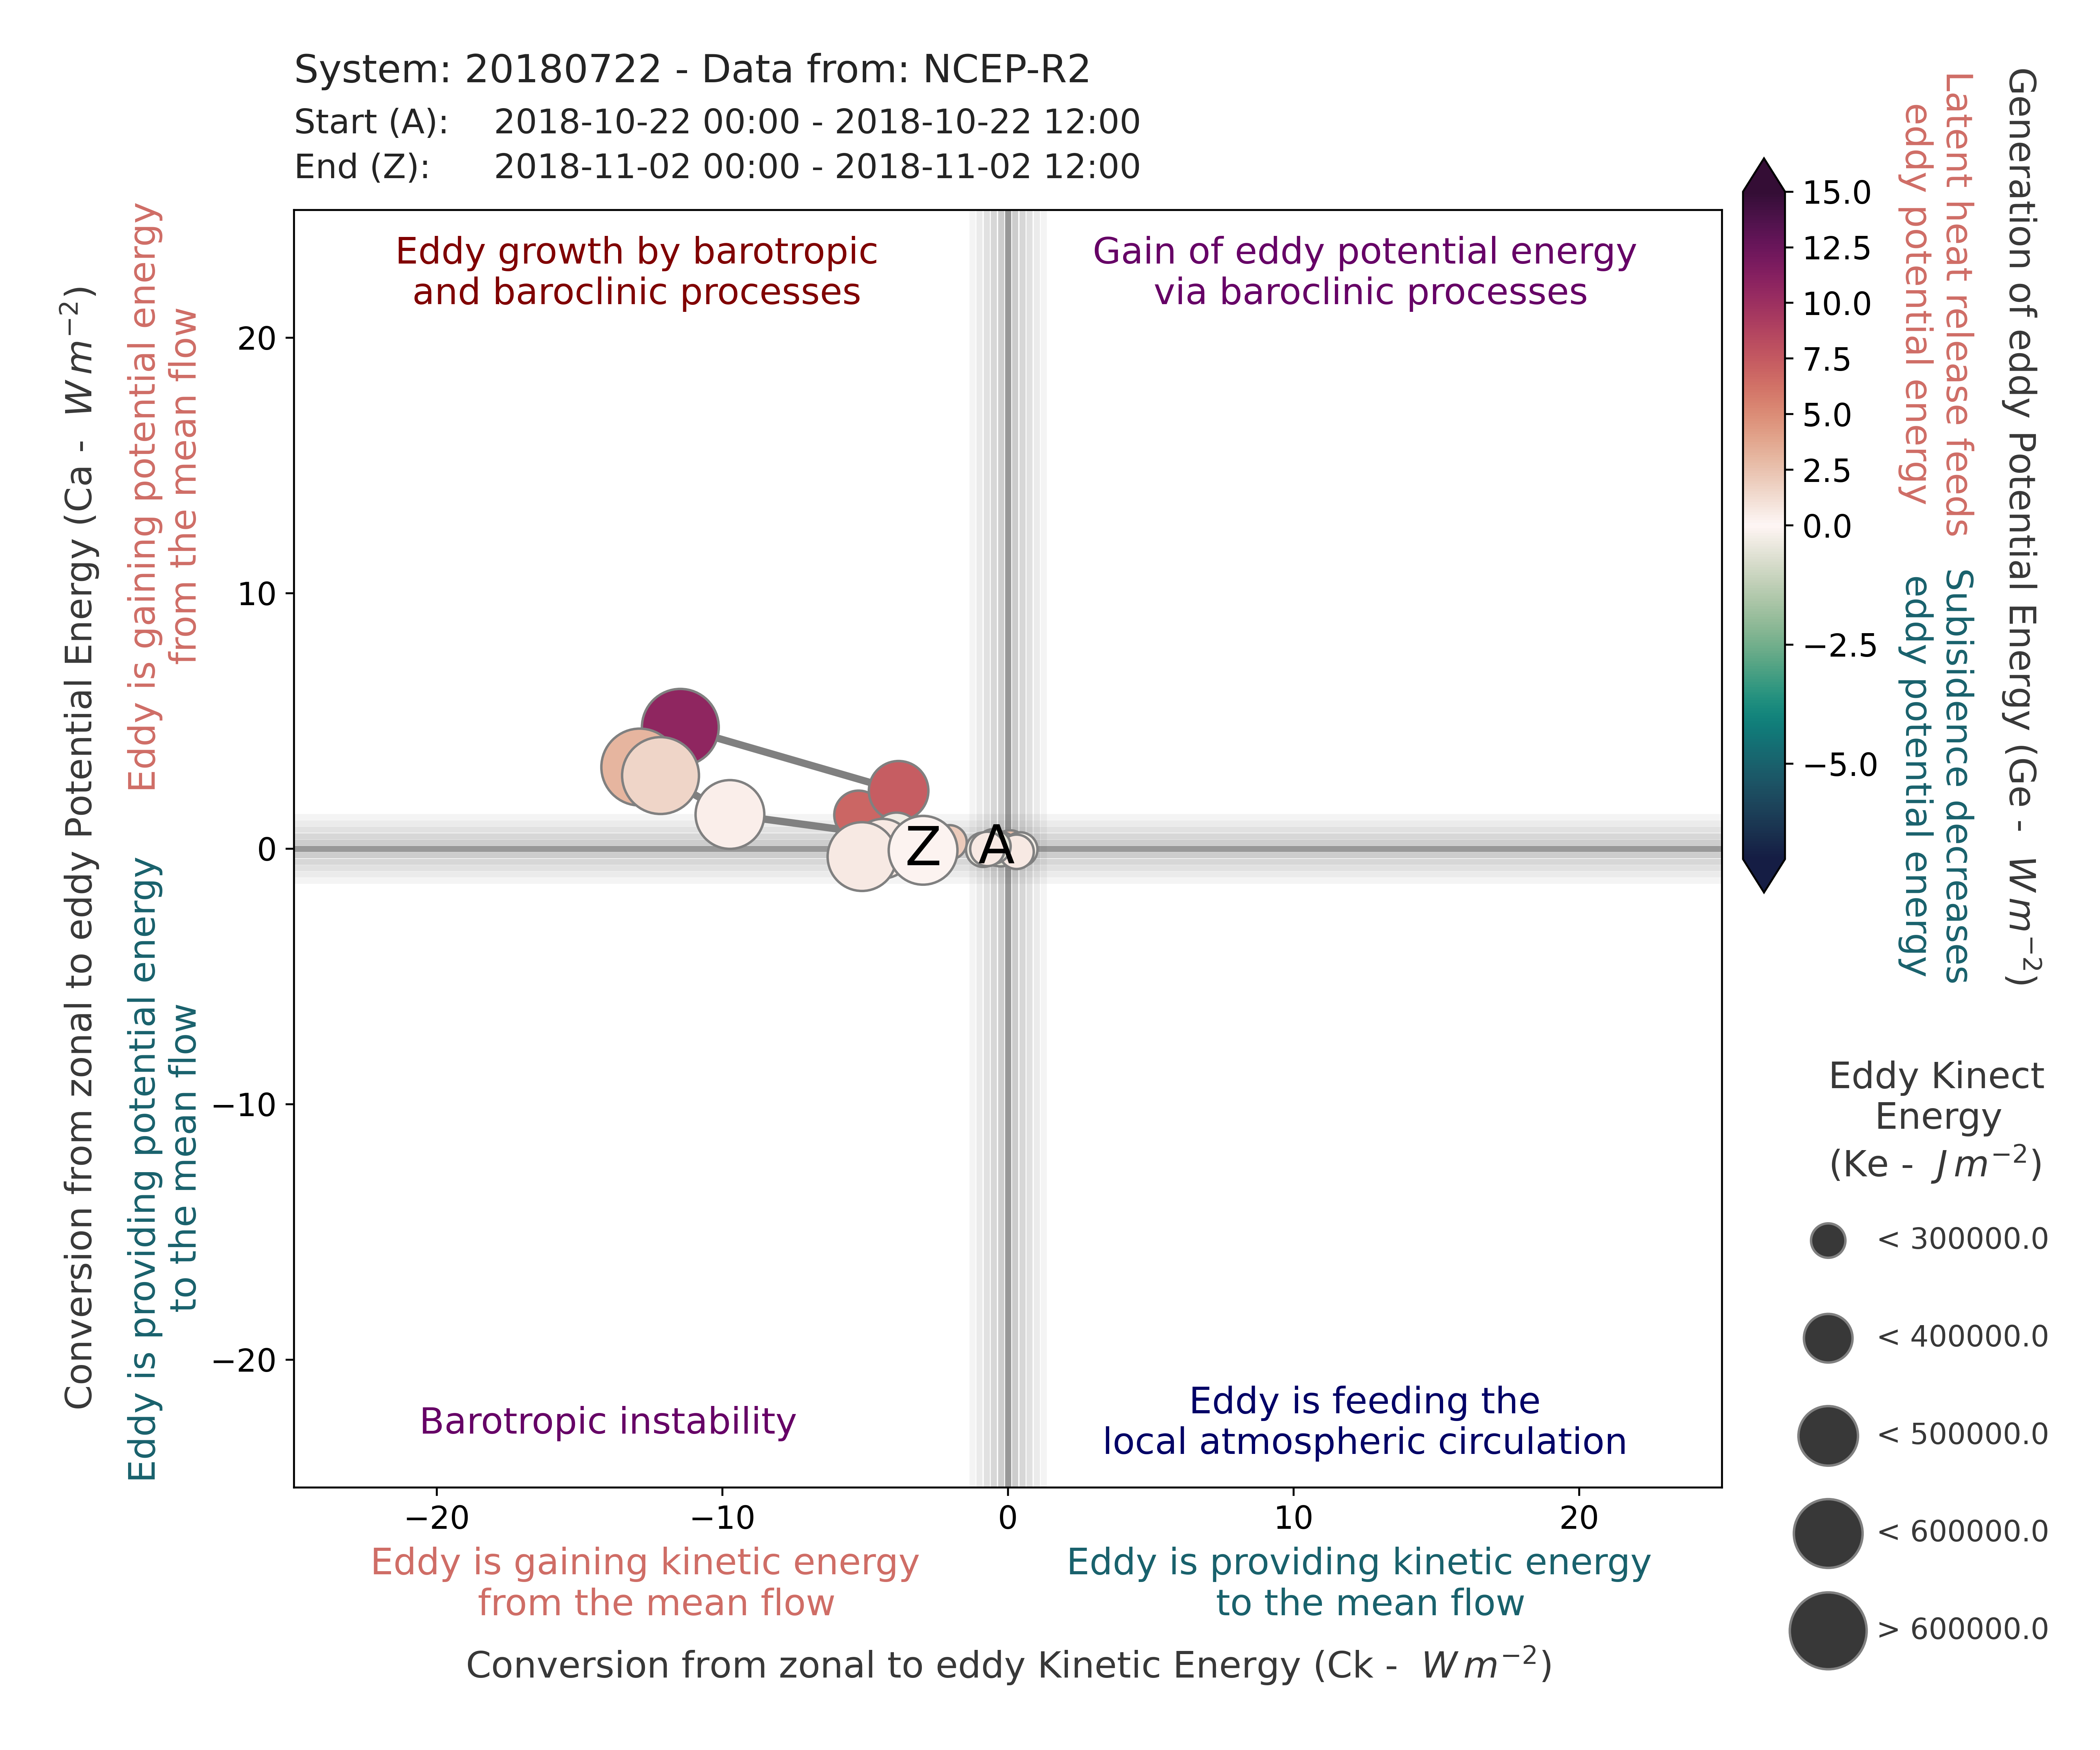 System: 20180722 - Data from: NCEP-R2
Start (A): 2018-10-22 00:00 - 2018-10-22 12:00
End (Z): 2018-11-02 00:00 - 2018-11-02 12:00
Conversion from zonal to eddy Potential Energy (Ca - W m⁻²)
Eddy is gaining potential energy
from the mean flow
Eddy is providing potential energy
to the mean flow
20
10
0
−10
−20
Eddy growth by barotropic
and baroclinic processes
Gain of eddy potential energy
via baroclinic processes
Z
A
Barotropic instability
Eddy is feeding the
local atmospheric circulation
−20
−10
0
10
20
Eddy is gaining kinetic energy
from the mean flow
Eddy is providing kinetic energy
to the mean flow
Conversion from zonal to eddy Kinetic Energy (Ck - W m⁻²)
15.0
12.5
10.0
7.5
5.0
2.5
0.0
−2.5
−5.0
Latent heat release feeds
eddy potential energy
Subisidence decreases
eddy potential energy
Generation of eddy Potential Energy (Ge - W m⁻²)
Eddy Kinect
Energy
(Ke - J m⁻²)
< 300000.0
< 400000.0
< 500000.0
< 600000.0
> 600000.0